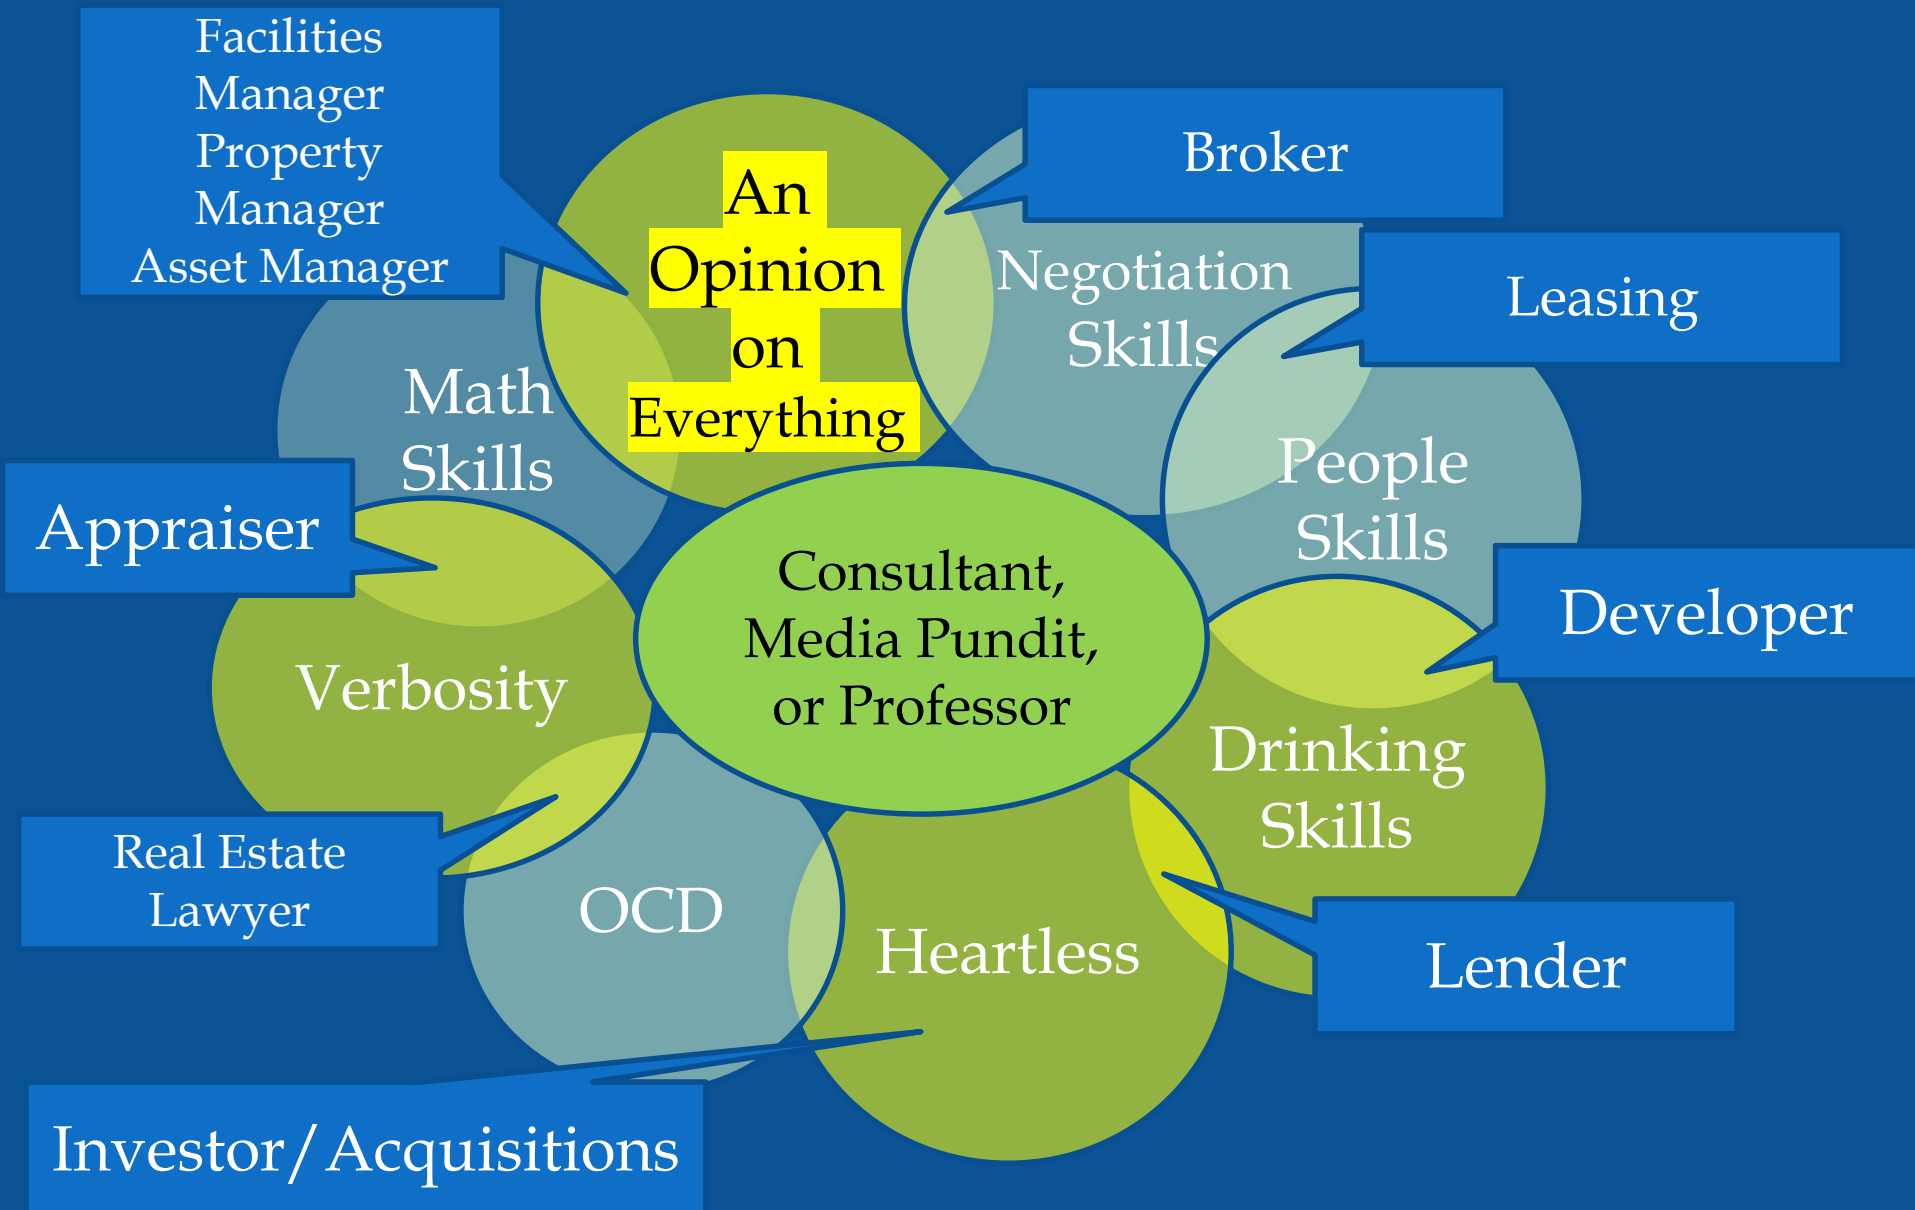 Facilities
Manager
Property
Manager
Asset Manager
An
Opinion
on
Everything
Broker
Negotiation
Skills
Leasing
Math
Skills
People
Skills
Appraiser
Consultant,
Media Pundit,
or Professor
Developer
Verbosity
Drinking
Skills
Real Estate
Lawyer
OCD
Heartless
Lender
Investor/Acquisitions